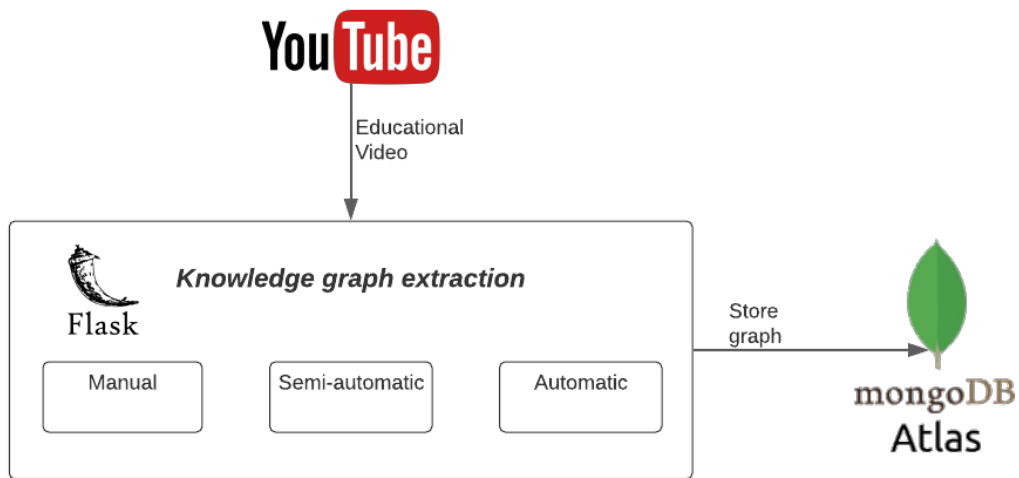 YouTube
Educational
Video
Knowledge graph extraction
Flask
Manual
Semi-automatic
Automatic
Store
graph
mongoDB
Atlas